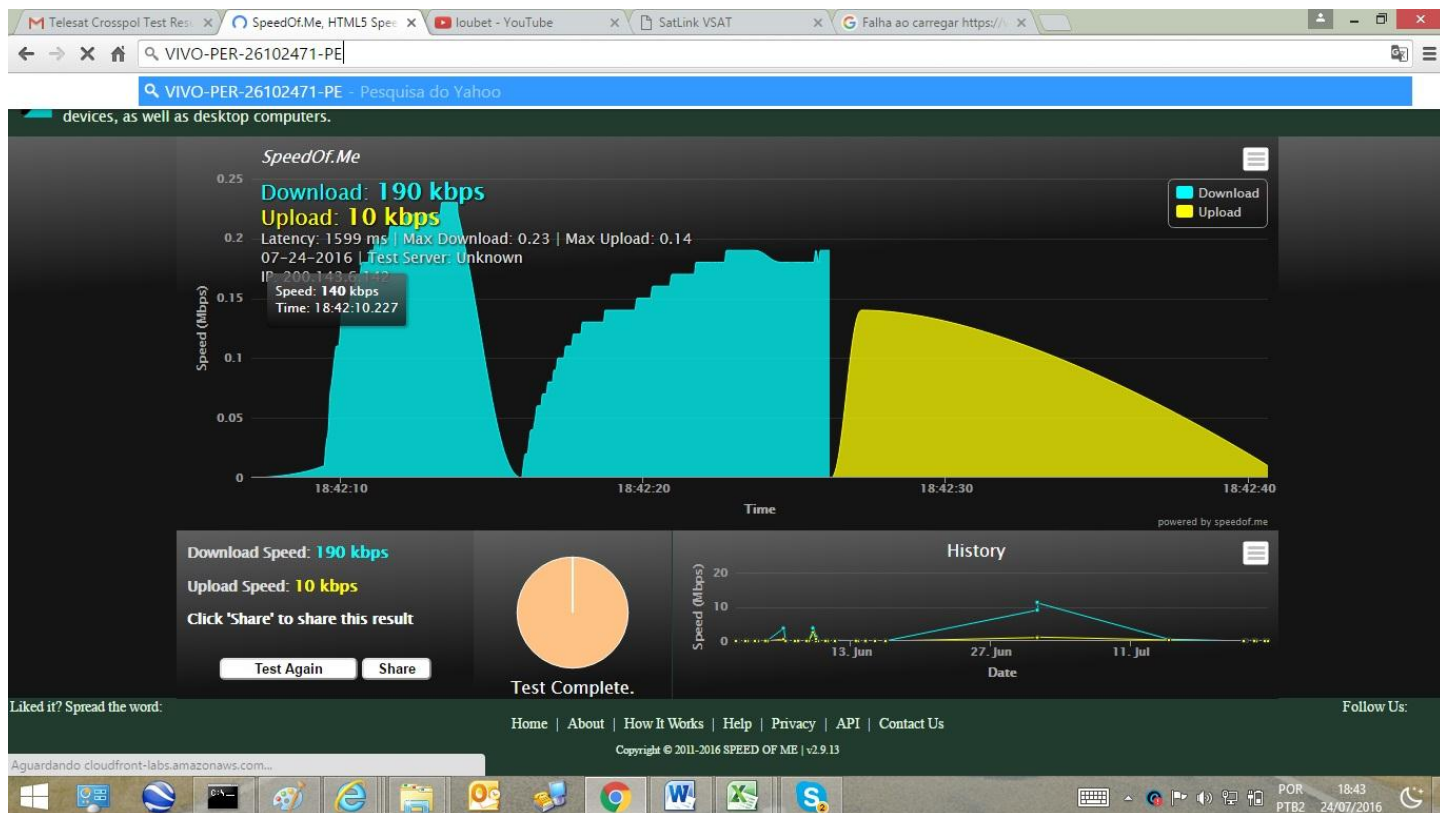 Telesat Crosspol Test Resu
SpeedOf.Me, HTML5 Spee
loubet - YouTube
SatLink VSAT
Falha ao carregar https://
VIVO-PER-26102471-PE
VIVO-PER-26102471-PE - Pesquisa do Yahoo
devices, as well as desktop computers.
SpeedOf.Me
Download: 190 kbps
Upload: 10 kbps
Latency: 1599 ms | Max Download: 0.23 | Max Upload: 0.14
07-24-2016 | Test Server: Unknown
IP: 200.143.6.142
Speed: 140 kbps
Time: 18:42:10.227
Download
Upload
0.25
0.2
0.15
0.1
0.05
0
Speed (Mbps)
18:42:10 18:42:20 18:42:30 18:42:40
Time
powered by speedof.me
Download Speed: 190 kbps
Upload Speed: 10 kbps
Click 'Share' to share this result
Test Again Share
Test Complete.
History
20
10
0
Speed (Mbps)
13. Jun 27. Jun 11. Jul
Date
Liked it? Spread the word:
Follow Us:
Home | About | How It Works | Help | Privacy | API | Contact Us
Copyright © 2011-2016 SPEED OF ME | v2.9.13
Aguardando cloudfront-labs.amazonaws.com...
POR 18:43
PTB2 24/07/2016